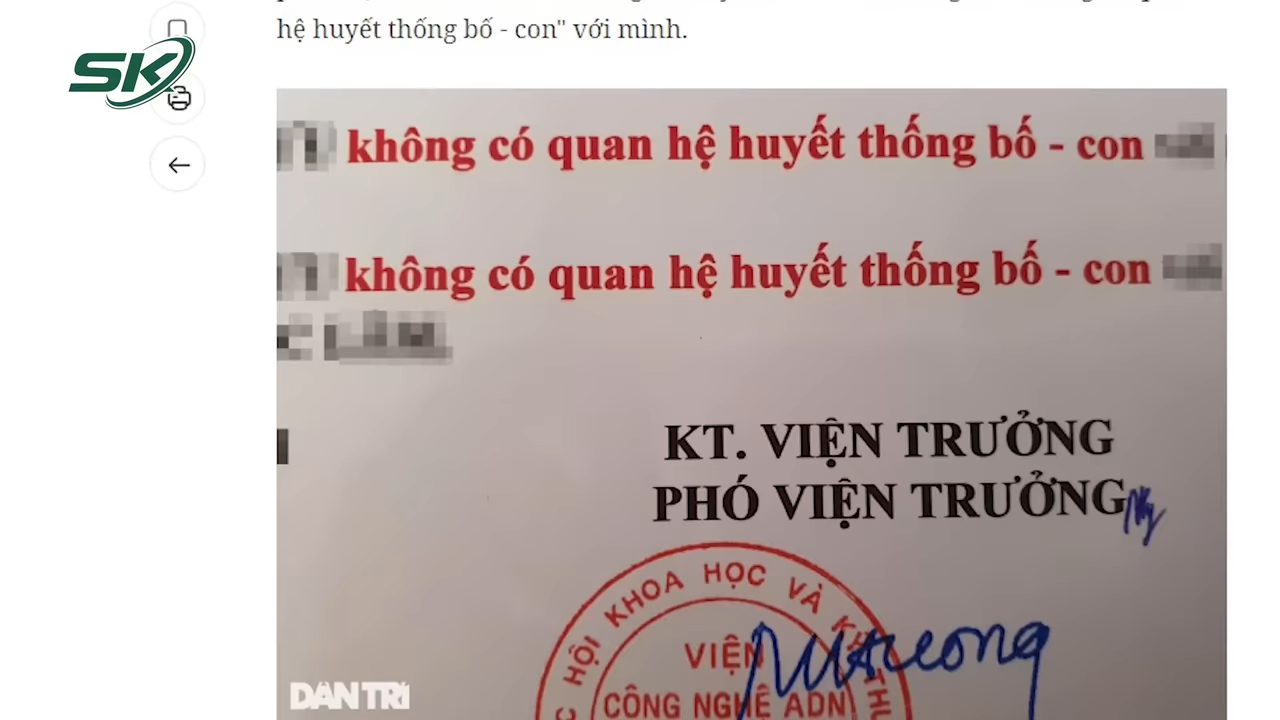 hệ huyết thống bố - con" với mình.
SK
không có quan hệ huyết thống bố - con
không có quan hệ huyết thống bố - con
KT. VIỆN TRƯỞNG
PHÓ VIỆN TRƯỞNG
HỘI KHOA HỌC VÀ
VIỆN
CÔNG NGHỆ ADN
DÂN TRÍ